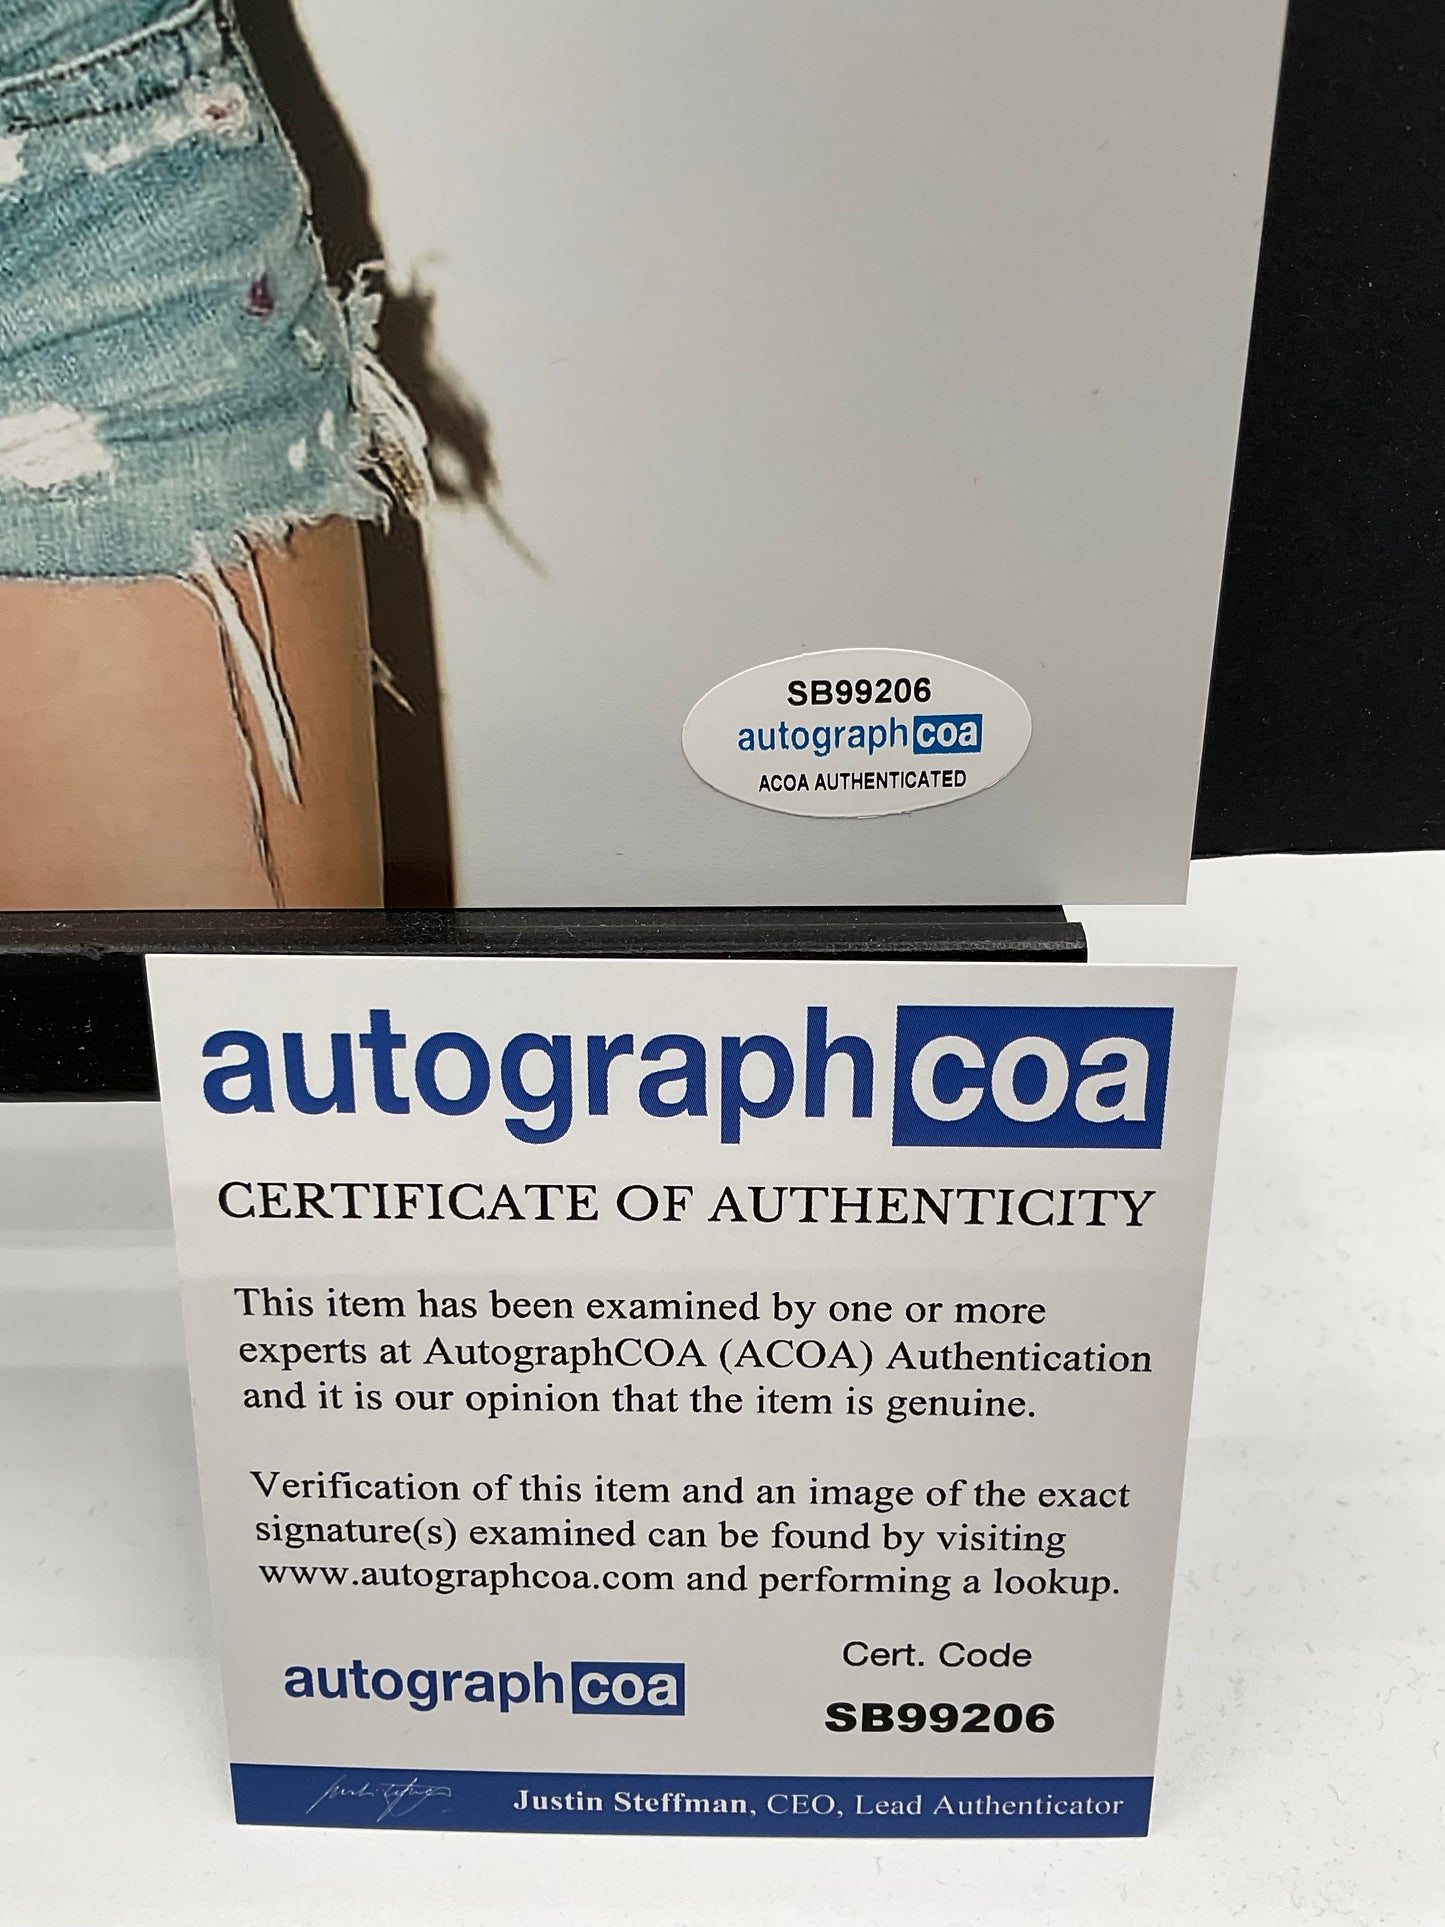 SB99206
autographcoa
ACOA AUTHENTICATED
autographcoa
CERTIFICATE OF AUTHENTICITY
This item has been examined by one or more
experts at AutographCOA (ACOA) Authentication
and it is our opinion that the item is genuine.
Verification of this item and an image of the exact
signature(s) examined can be found by visiting
www.autographcoa.com and performing a lookup.
autographcoa
Cert. Code
SB99206
Justin Steffman, CEO, Lead Authenticator